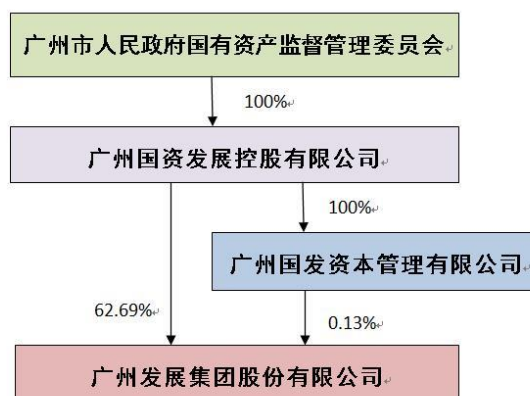 广州市人民政府国有资产监督管理委员会
100%
广州国资发展控股有限公司
100%
广州国发资本管理有限公司
62.69%
0.13%
广州发展集团股份有限公司